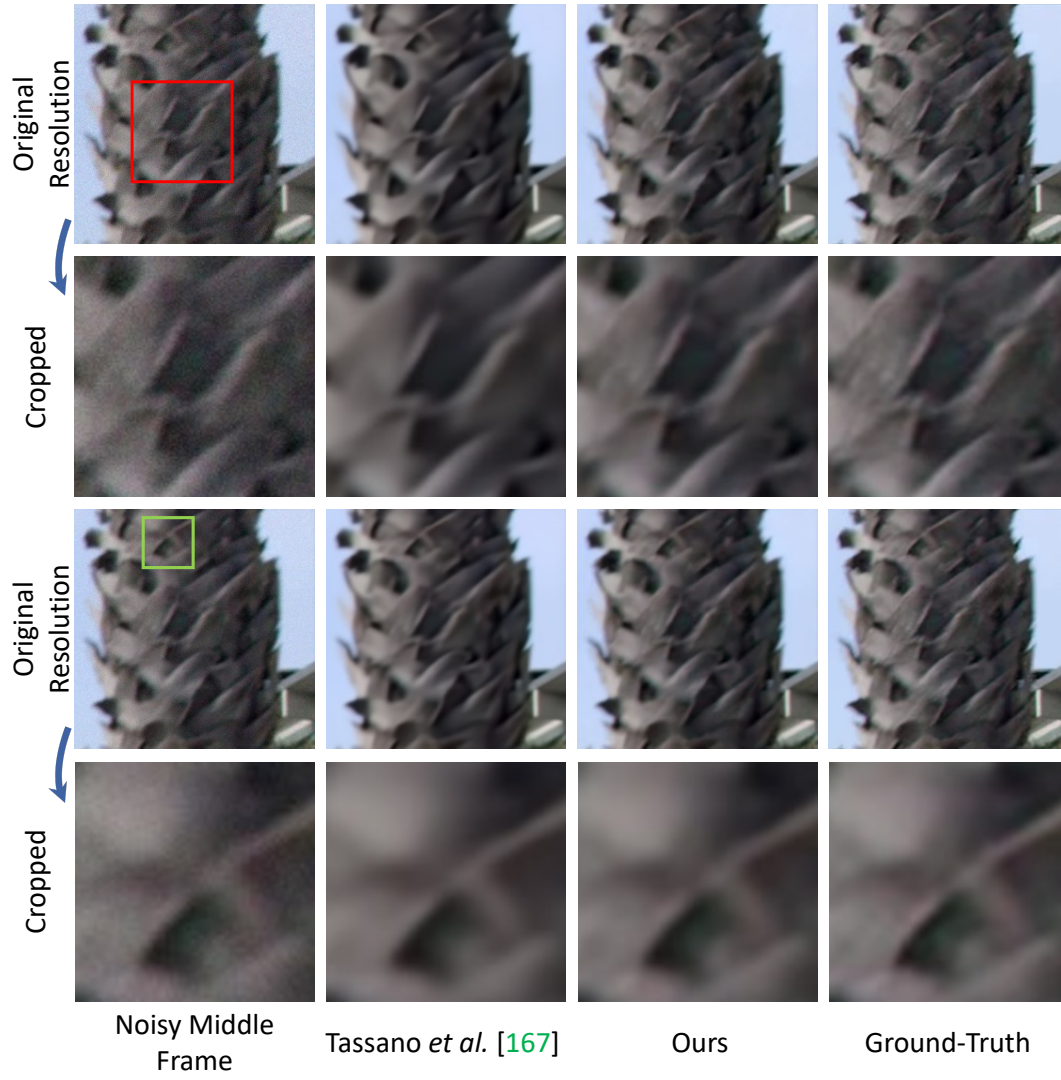 Original
Resolution
Cropped
Original
Resolution
Cropped
Noisy Middle
Frame
Tassano et al. [167]
Ours
Ground-Truth